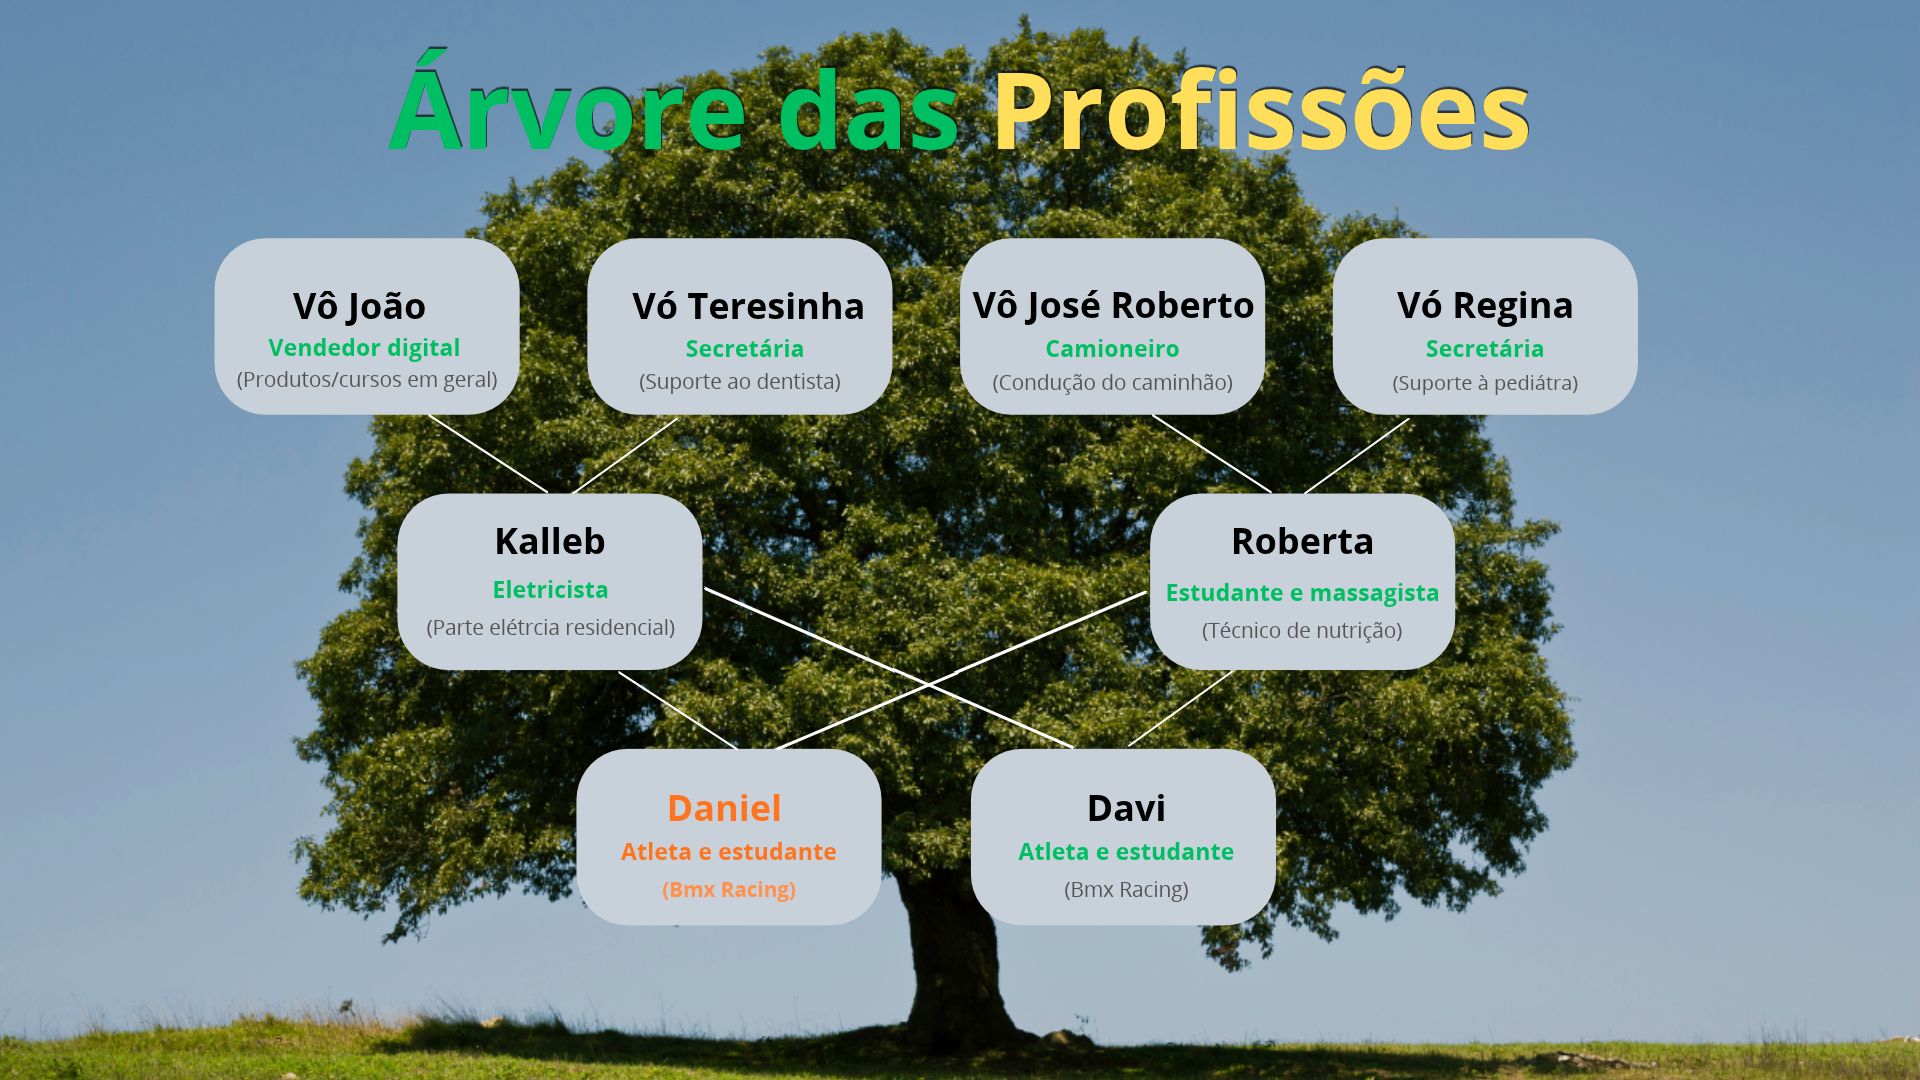 Árvore das Profissões
Vô João
Vendedor digital
(Produtos/cursos em geral)
Vó Teresinha
Secretária
(Suporte ao dentista)
Vô José Roberto
Camioneiro
(Condução do caminhão)
Vó Regina
Secretária
(Suporte à pediátra)
Kalleb
Eletricista
(Parte elétrcia residencial)
Roberta
Estudante e massagista
(Técnico de nutrição)
Daniel
Atleta e estudante
(Bmx Racing)
Davi
Atleta e estudante
(Bmx Racing)